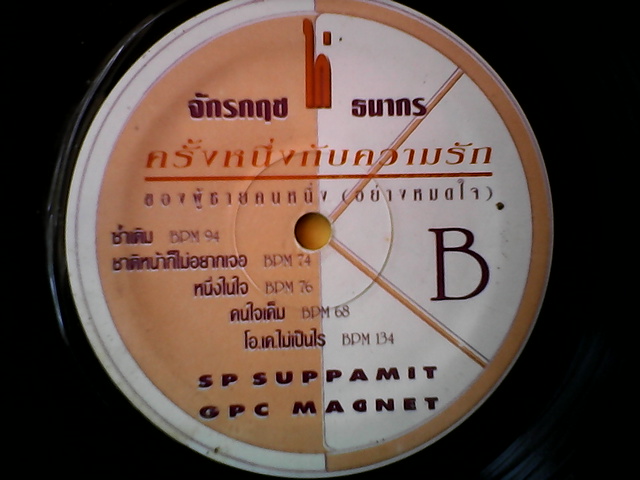 ไท่
จักรกฤช ธนากร
ครั้งหนึ่งกับความรัก
ของผู้ชายคนหนึ่ง (อย่างหมดใจ)
ช้ำเดิม BPM 94
ชาติหน้าก็ไม่อยากเจอ BPM 74
หนึ่งในใจ BPM 76
คนใจเค็ม BPM 68
โอ.เค.ไม่เป็นไร BPM 134
B
SP SUPPAMIT
GPC MAGNET